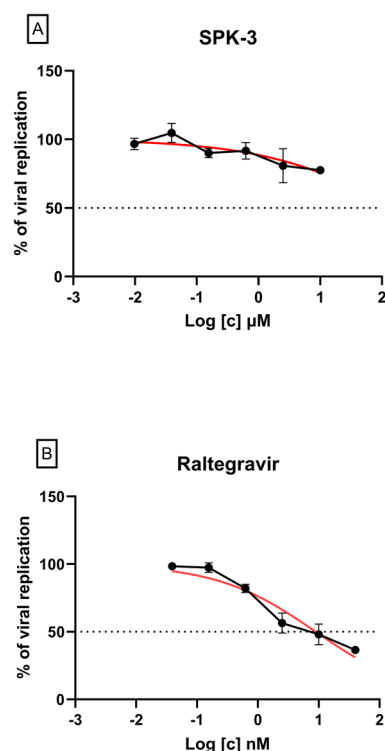 A
SPK-3
150
100
50
0
% of viral replication
-3 -2 -1 0 1 2
Log [c] µM
B
Raltegravir
150
100
50
0
% of viral replication
-3 -2 -1 0 1 2
Log [c] nM